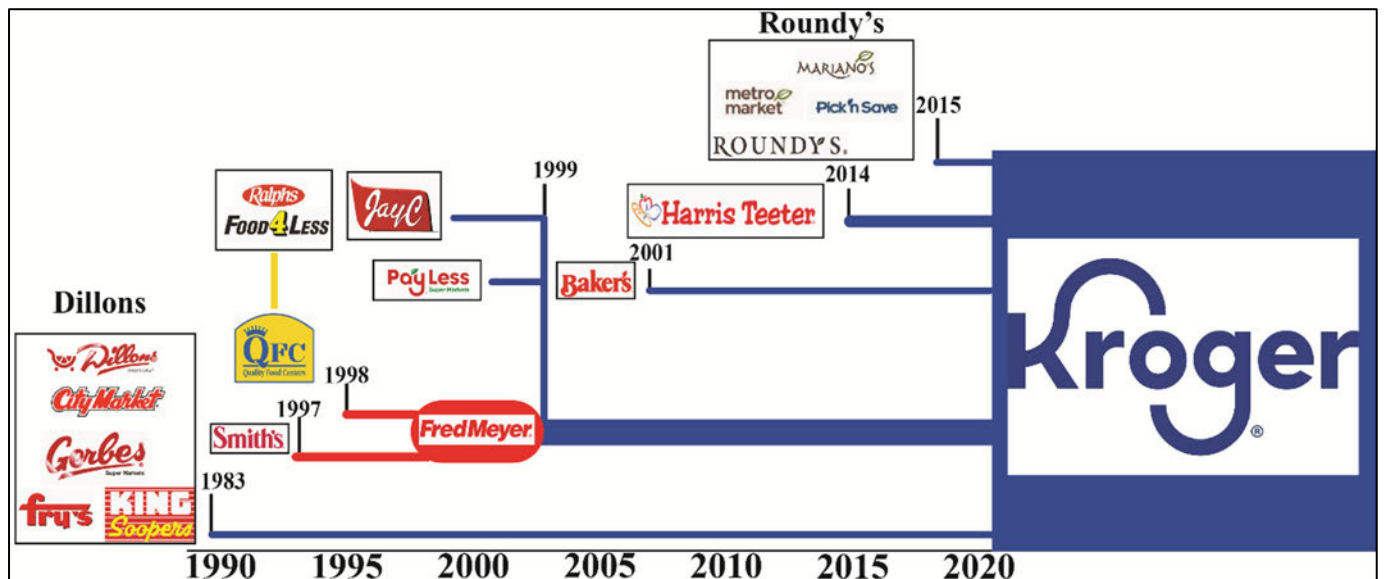 Roundy's
MARIANO'S
metro
market
Pick'n Save
ROUNDY'S.
2015
1999
2014
Ralphs
FOOD4LESS
JayC
Harris Teeter
2001
PayLess
Super Markets
Baker's
Dillons
QFC
Quality Food Centers
Dillons
City Market
1998
1997
Smith's
FredMeyer
Gerbes
Super Markets
1983
fry's
KING
Soopers
Kroger
®
1990 1995 2000 2005 2010 2015 2020